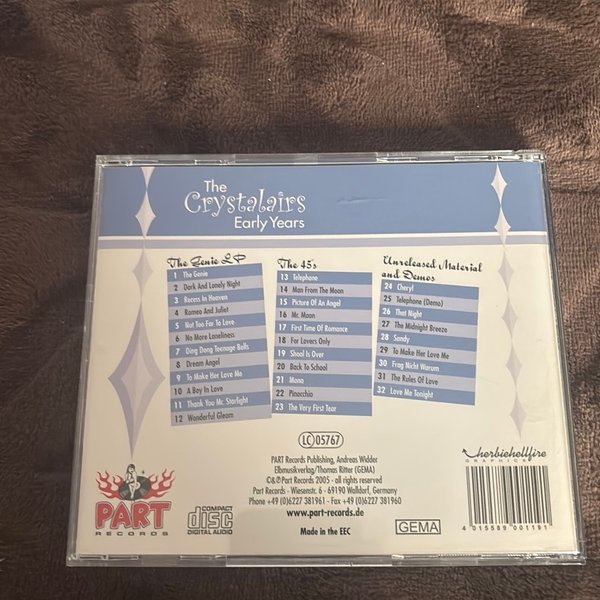 The
Crystalairs
Early Years
The Genie LP
1 The Genie
2 Dark And Lonely Night
3 Recens In Heaven
4 Romeo And Juliet
5 Not Too Far To Love
6 No More Loneliness
7 Ding Dong Teenage Bells
8 Dream Angel
9 To Make Her Love Me
10 A Boy In Love
11 Thank You Mr. Starlight
12 Wonderful Gleam
The 45s
13 Telephone
14 Man From The Moon
15 Picture Of An Angel
16 Mr. Moon
17 First Time Of Romance
18 For Lovers Only
19 Shool Is Over
20 Back To School
21 Mona
22 Pinocchio
23 The Very First Tear
Unreleased Material
and Demos
24 Cheryl
25 Telephone (Demo)
26 That Night
27 The Midnight Breeze
28 Sandy
29 To Make Her Love Me
30 Frag Nicht Warum
31 The Rules Of Love
32 Love Me Tonight
LC 05767
PART Records Publishing, Andreas Widder
Elbmusikverlag/Thomas Ritter (GEMA)
©&℗ Part Records 2005 - all rights reserved
Part Records - Wiesenstr. 6 - 69190 Walldorf, Germany
Phone +49 (0)6227 381961 - Fax +49 (0)6227 381960
www.part-records.de
Made in the EEC
PART
RECORDS
COMPACT
disc
DIGITAL AUDIO
GEMA
herbiehellfire
GRAPHICS
4 015589 001191